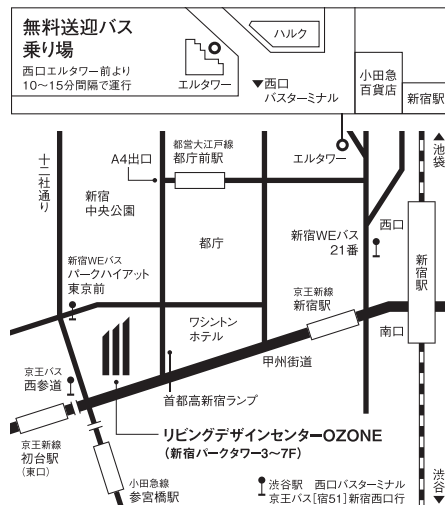 無料送迎バス
乗り場
西口エルタワー前より
10〜15分間隔で運行
ハルク
エルタワー
▼西口
バスターミナル
小田急
百貨店
新宿駅
▲池袋
十二社通り
A4出口
都営大江戸線
都庁前駅
エルタワー
新宿
中央公園
都庁
新宿WEバス
21番
西口
新宿駅
新宿WEバス
パークハイアット
東京前
京王新線
新宿駅
ワシントン
ホテル
南口
甲州街道
京王バス
西参道
首都高新宿ランプ
リビングデザインセンターOZONE
(新宿パークタワー3〜7F)
京王新線
初台駅
(東口)
小田急線
参宮橋駅
渋谷駅 西口バスターミナル
京王バス[宿51]新宿西口行
渋谷▼